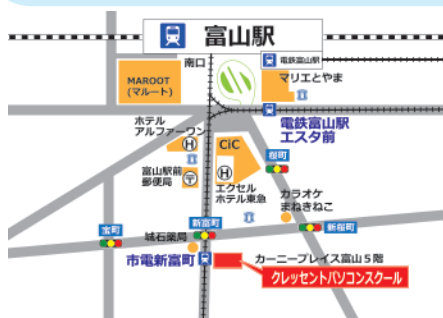 富山駅
南口
電鉄富山駅
MAROOT
(マルート)
マリエとやま
ホテル
アルファーワン
電鉄富山駅
エスタ前
CiC
桜町
富山駅前
郵便局
エクセル
ホテル東急
カラオケ
まねきねこ
新富町
新桜町
宝町
城石薬局
市電新富町
カーニープレイス富山5階
クレッセントパソコンスクール